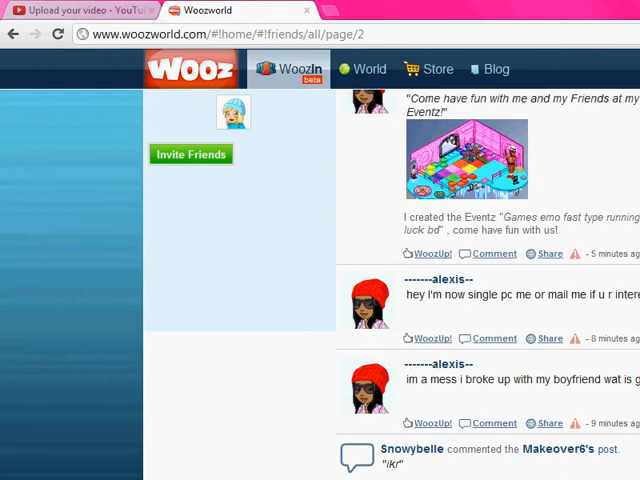 Upload your video - YouTu
Woozworld
www.woozworld.com/#!home/#!friends/all/page/2
WOOZ
WoozIn
beta
World
Store
Blog
Invite Friends
"Come have fun with me and my Friends at my
Eventz!"
I created the Eventz "Games emo fast type running
luck bd" , come have fun with us!
WoozUp! Comment Share - 5 minutes ag
-------alexis--
hey I'm now single pc me or mail me if u r intere
WoozUp! Comment Share - 8 minutes ag
-------alexis--
im a mess i broke up with my boyfriend wat is g
WoozUp! Comment Share - 9 minutes ag
Snowybelle commented the Makeover6's post.
"ikr"